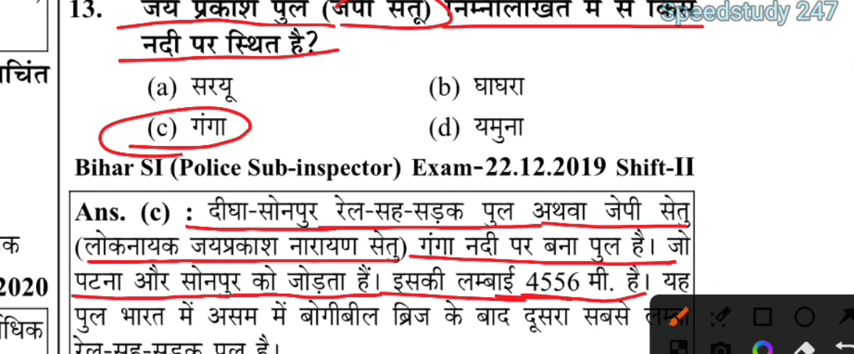 13. जय प्रकाश पुल (जेपी सेतू) निम्नलिखित में से किस
Speedstudy 247
नदी पर स्थित है?
चिंत
(a) सरयू (b) घाघरा
(c) गंगा (d) यमुना
Bihar SI (Police Sub-inspector) Exam-22.12.2019 Shift-II
Ans. (c) : दीघा-सोनपुर रेल-सह-सड़क पुल अथवा जेपी सेतु
क (लोकनायक जयप्रकाश नारायण सेतु) गंगा नदी पर बना पुल है। जो
2020 पटना और सोनपुर को जोड़ता हैं। इसकी लम्बाई 4556 मी. है। यह
धिक पुल भारत में असम में बोगीबील ब्रिज के बाद दूसरा सबसे लम्बा
रेल-सह-सड़क पुल है।